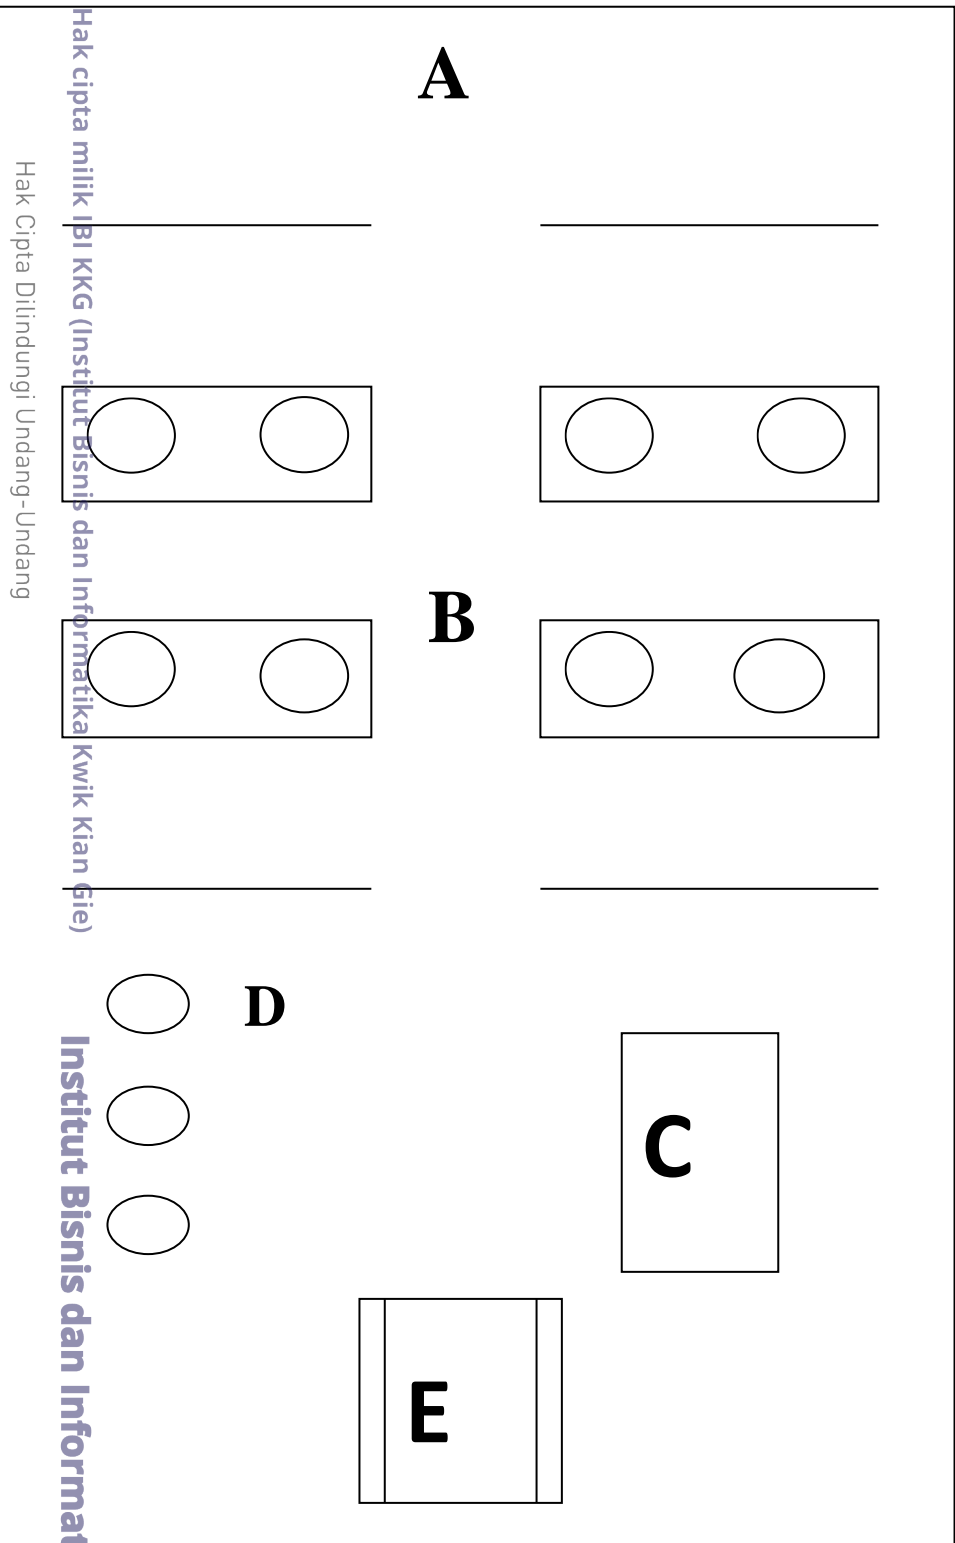 A
Hak cipta milik IBI KKG (Institut Bisnis dan Informatika Kwik Kian Gie)
Hak Cipta Dilindungi Undang-Undang
B
D
C
E
Institut Bisnis dan Informat